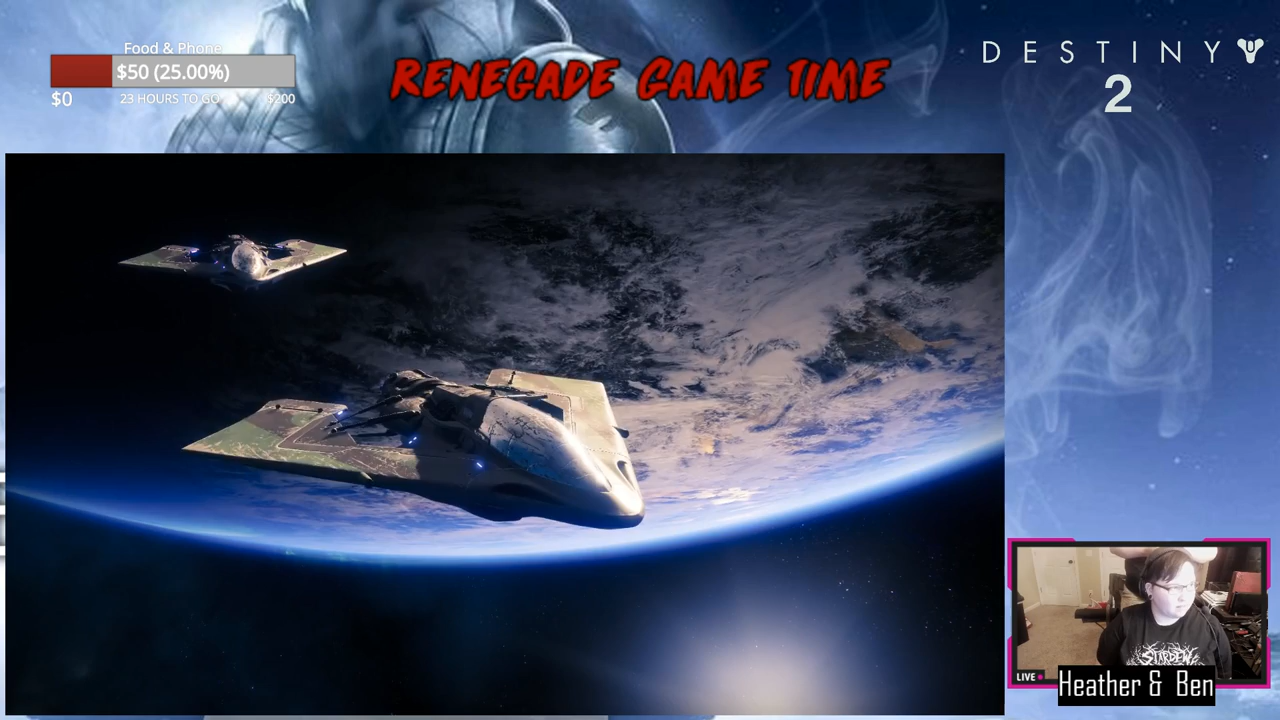 Food & Phone
$50 (25.00%)
$0 23 HOURS TO GO $200
RENEGADE GAME TIME
DESTINY
2
STARDEW
LIVE
Heather & Ben